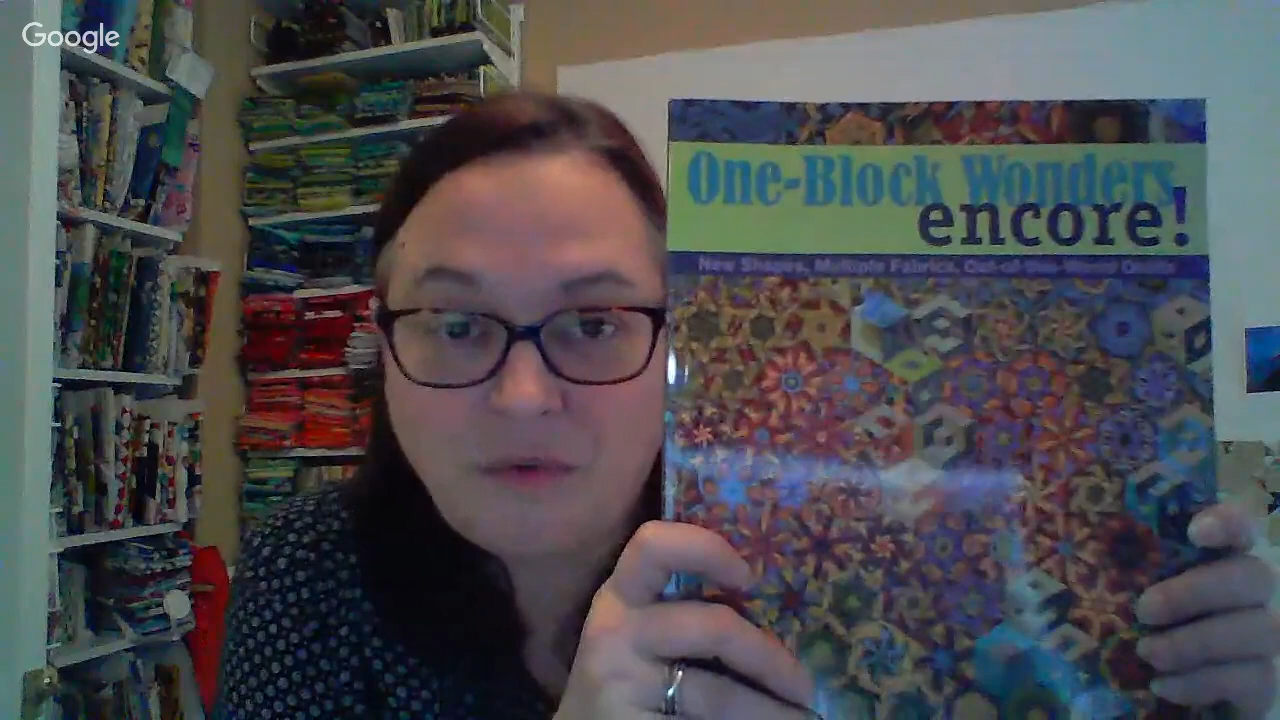 Google
One-Block Wonders
encore!
New Shapes, Multiple Fabrics, Out-of-this-World Quilts